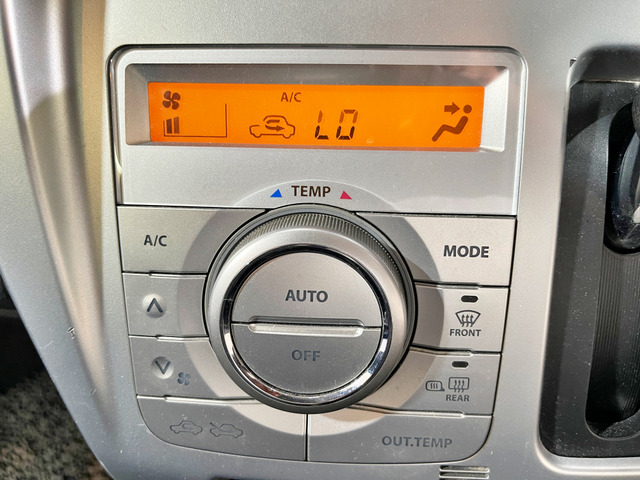 A/C
LO
TEMP
A/C
MODE
AUTO
OFF
FRONT
REAR
OUT.TEMP